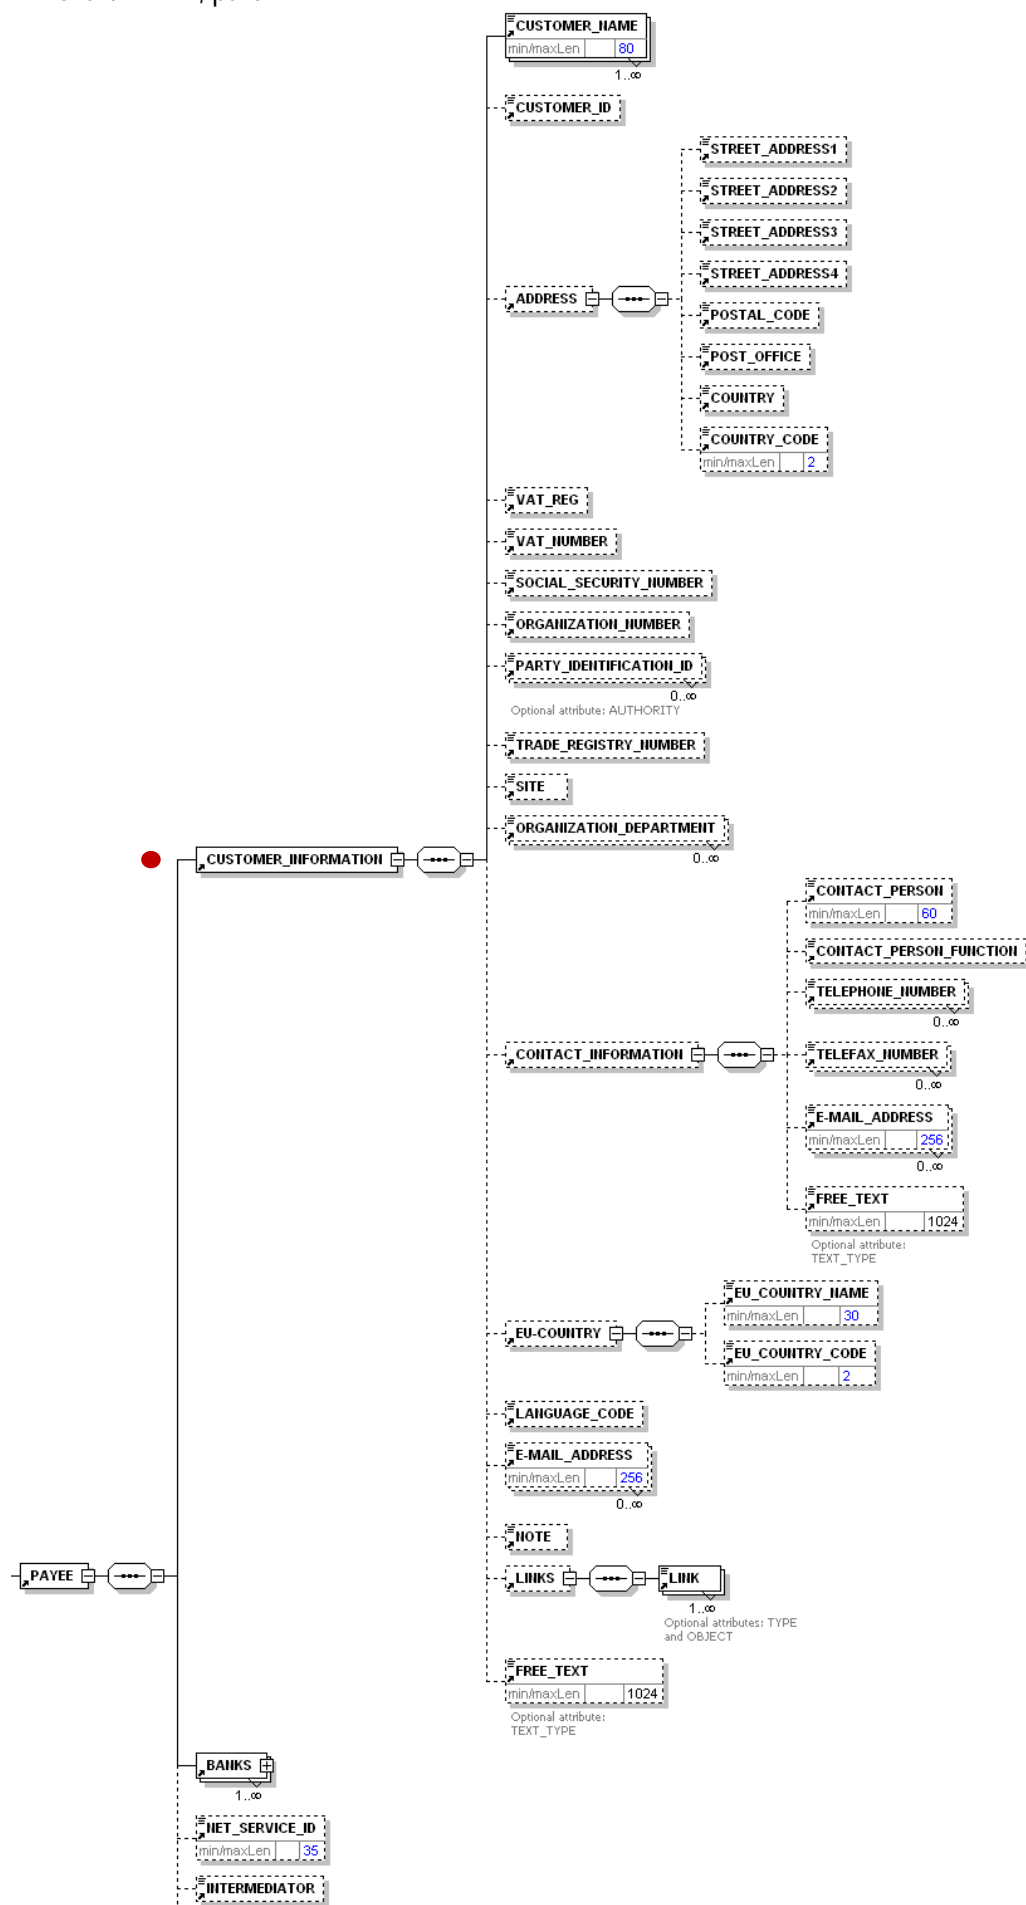 CUSTOMER_NAME
min/maxLen 80
1..∞
CUSTOMER_ID
STREET_ADDRESS1
STREET_ADDRESS2
STREET_ADDRESS3
STREET_ADDRESS4
ADDRESS
POSTAL_CODE
POST_OFFICE
COUNTRY
COUNTRY_CODE
min/maxLen 2
VAT_REG
VAT_NUMBER
SOCIAL_SECURITY_NUMBER
ORGANIZATION_NUMBER
PARTY_IDENTIFICATION_ID
0..∞
Optional attribute: AUTHORITY
TRADE_REGISTRY_NUMBER
SITE
ORGANIZATION_DEPARTMENT
0..∞
CUSTOMER_INFORMATION
CONTACT_PERSON
min/maxLen 60
CONTACT_PERSON_FUNCTION
TELEPHONE_NUMBER
0..∞
CONTACT_INFORMATION
TELEFAX_NUMBER
0..∞
E-MAIL_ADDRESS
min/maxLen 256
0..∞
FREE_TEXT
min/maxLen 1024
Optional attribute:
TEXT_TYPE
EU_COUNTRY_NAME
min/maxLen 30
EU-COUNTRY
EU_COUNTRY_CODE
min/maxLen 2
LANGUAGE_CODE
E-MAIL_ADDRESS
min/maxLen 256
0..∞
NOTE
PAYEE
LINKS
LINK
1..∞
Optional attributes: TYPE
and OBJECT
FREE_TEXT
min/maxLen 1024
Optional attribute:
TEXT_TYPE
BANKS
1..∞
NET_SERVICE_ID
min/maxLen 35
INTERMEDIATOR